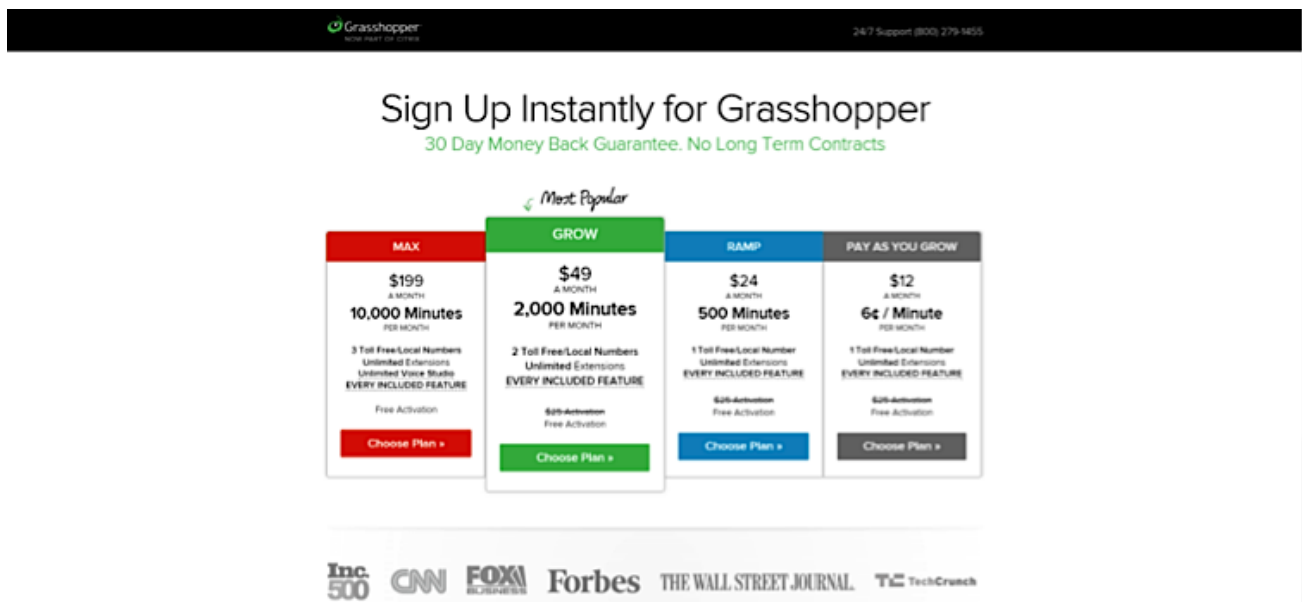 Grasshopper
NOW PART OF CITRIX
24/7 Support (800) 279-1455
Sign Up Instantly for Grasshopper
30 Day Money Back Guarantee. No Long Term Contracts
Most Popular
MAX
$199
A MONTH
10,000 Minutes
PER MONTH
3 Toll Free/Local Numbers
Unlimited Extensions
Unlimited Voice Studio
EVERY INCLUDED FEATURE
Free Activation
Choose Plan »
GROW
$49
A MONTH
2,000 Minutes
PER MONTH
2 Toll Free/Local Numbers
Unlimited Extensions
EVERY INCLUDED FEATURE
$25 Activation
Free Activation
Choose Plan »
RAMP
$24
A MONTH
500 Minutes
PER MONTH
1 Toll Free/Local Number
Unlimited Extensions
EVERY INCLUDED FEATURE
$25 Activation
Free Activation
Choose Plan »
PAY AS YOU GROW
$12
A MONTH
6¢ / Minute
PER MONTH
1 Toll Free/Local Number
Unlimited Extensions
EVERY INCLUDED FEATURE
$25 Activation
Free Activation
Choose Plan »
Inc.
500
CNN
FOX
BUSINESS
Forbes
THE WALL STREET JOURNAL.
TC TechCrunch